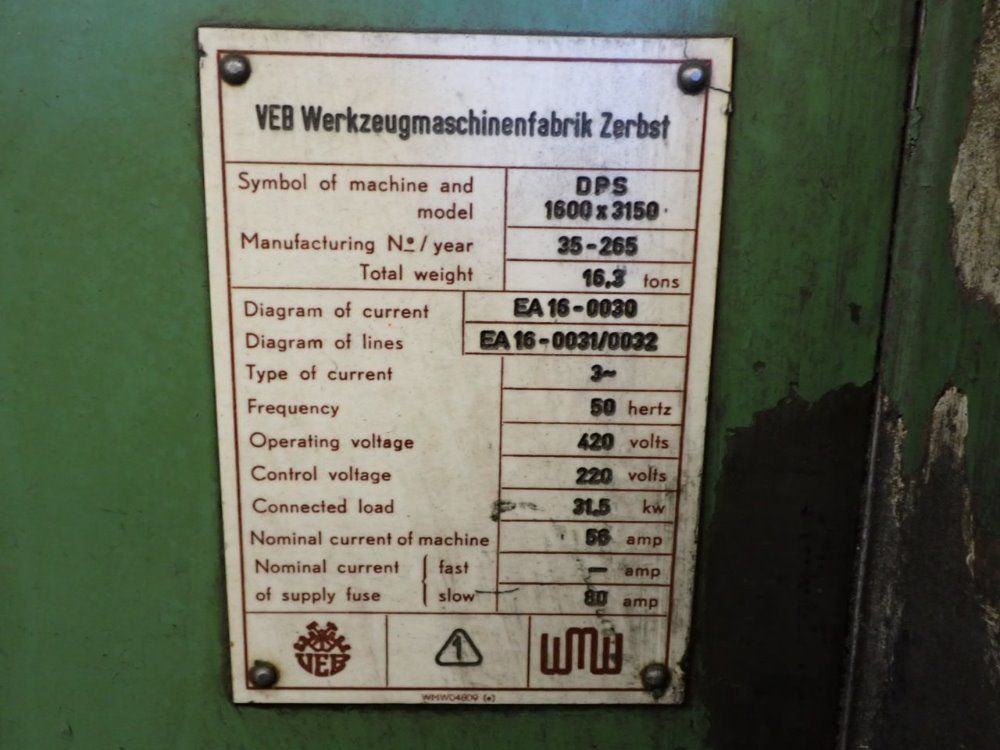 VEB Werkzeugmaschinenfabrik Zerbst
Symbol of machine and model DPS 1600 x 3150
Manufacturing No / year 35-265
Total weight 16,3 tons
Diagram of current EA 16-0030
Diagram of lines EA 16-0031/0032
Type of current 3~
Frequency 50 hertz
Operating voltage 420 volts
Control voltage 220 volts
Connected load 31,5 kw
Nominal current of machine 56 amp
Nominal current of supply fuse fast — amp
slow 80 amp
VEB 1 WMW
WMW04809 (e)